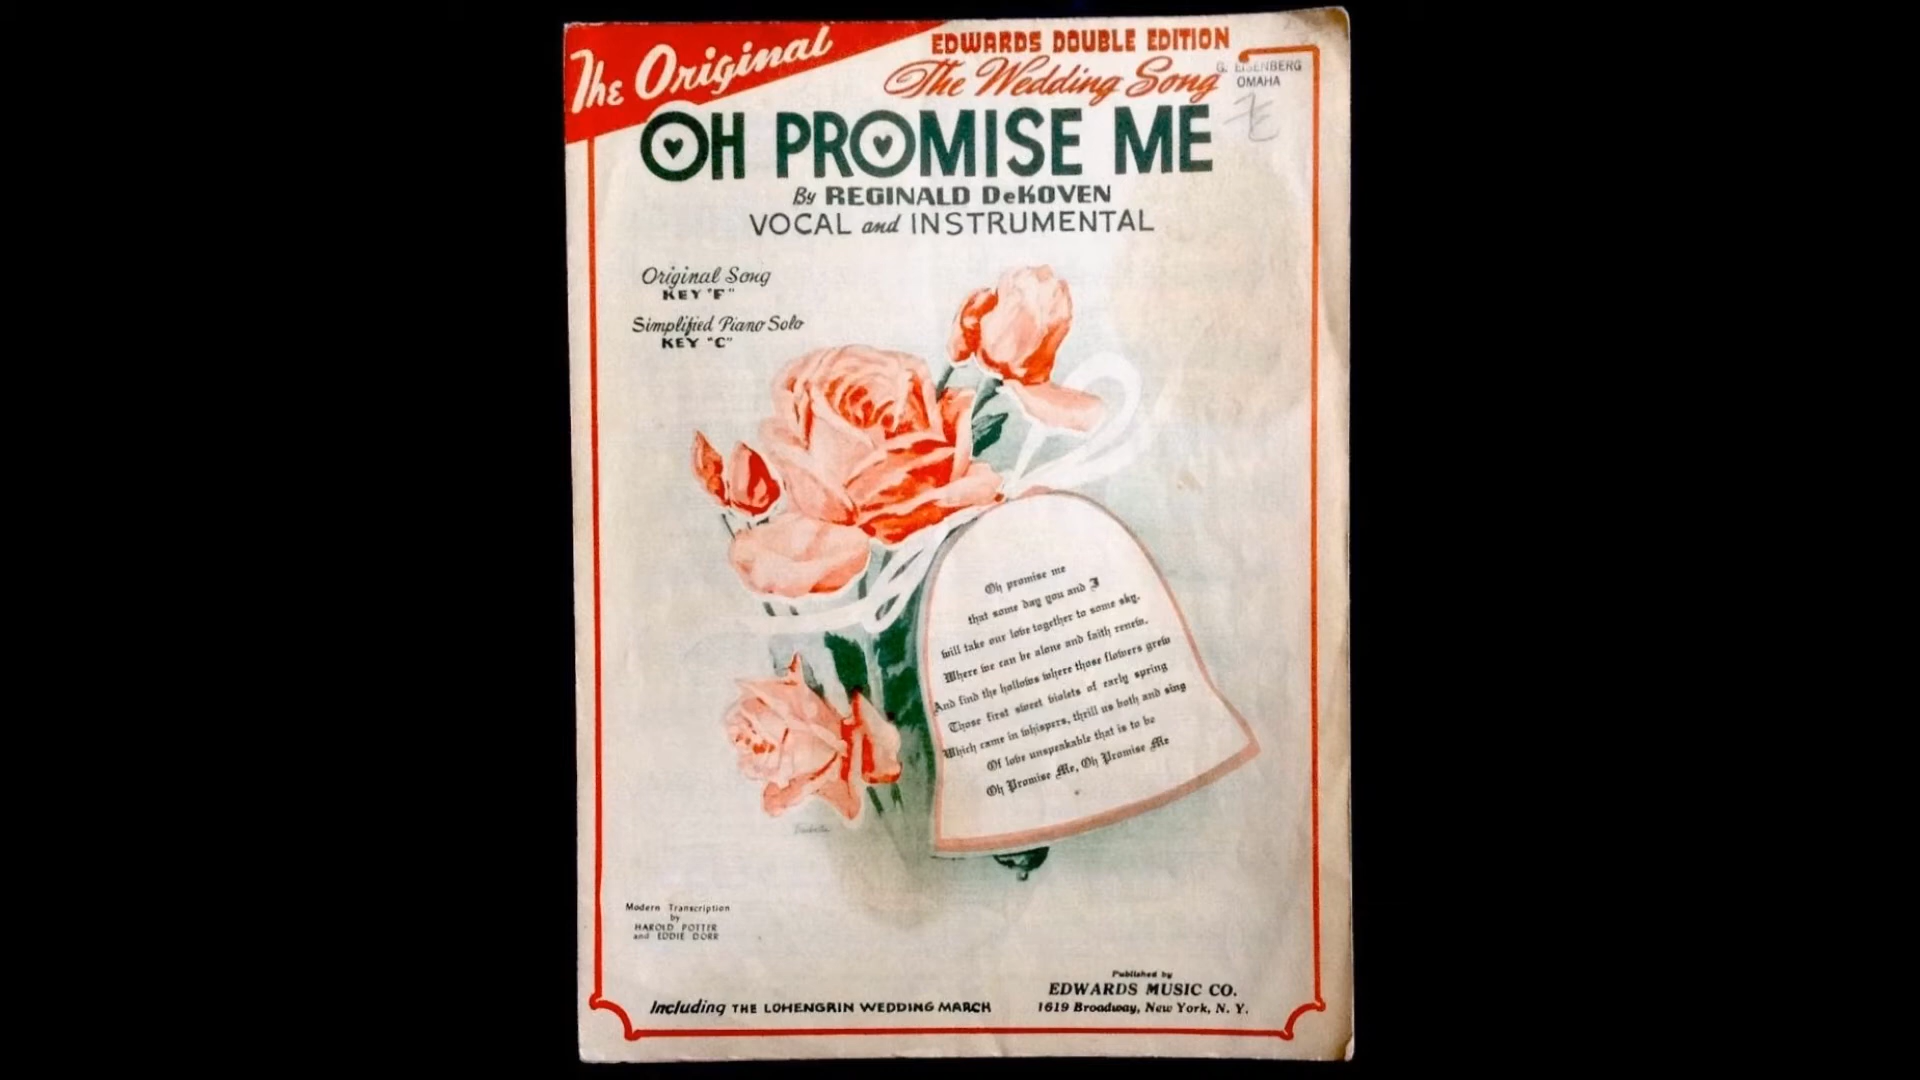 The Original
EDWARDS DOUBLE EDITION
The Wedding Song
G. EISENBERG
OMAHA
OH PROMISE ME
By REGINALD DeKOVEN
VOCAL and INSTRUMENTAL
Original Song
KEY "F"
Simplified Piano Solo
KEY "C"
Oh promise me
that some day you and I
will take our love together to some sky.
Where we can be alone and faith renew.
And find the hollows where those flowers grew
Those first sweet violets of early spring
Which came in whispers, thrill us both and sing
Of love unspeakable that is to be
Oh Promise Me, Oh Promise Me
Modern Transcription
by
HAROLD POTTER
and EDDIE DORR
Including THE LOHENGRIN WEDDING MARCH
Published by
EDWARDS MUSIC CO.
1619 Broadway, New York, N. Y.